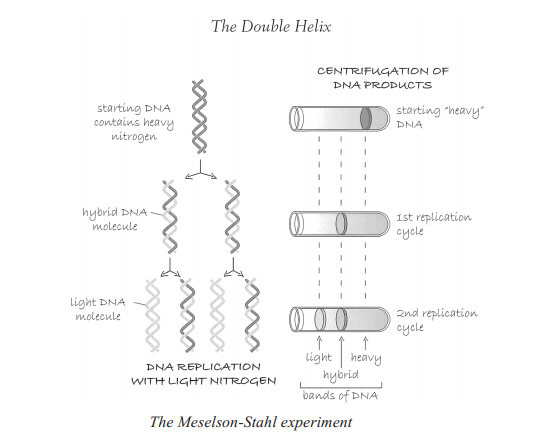 The Double Helix
starting DNA
contains heavy
nitrogen
hybrid DNA
molecule
light DNA
molecule
DNA REPLICATION
WITH LIGHT NITROGEN
CENTRIFUGATION OF
DNA PRODUCTS
starting "heavy"
DNA
1st replication
cycle
2nd replication
cycle
light
heavy
hybrid
bands of DNA
The Meselson-Stahl experiment